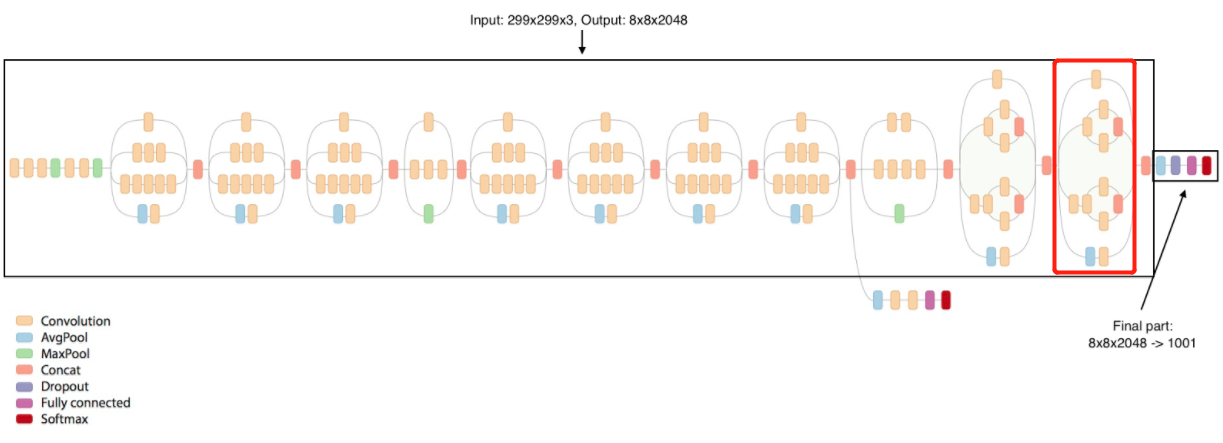 Input: 299x299x3, Output: 8x8x2048
Final part:
8x8x2048 -> 1001
Convolution
AvgPool
MaxPool
Concat
Dropout
Fully connected
Softmax